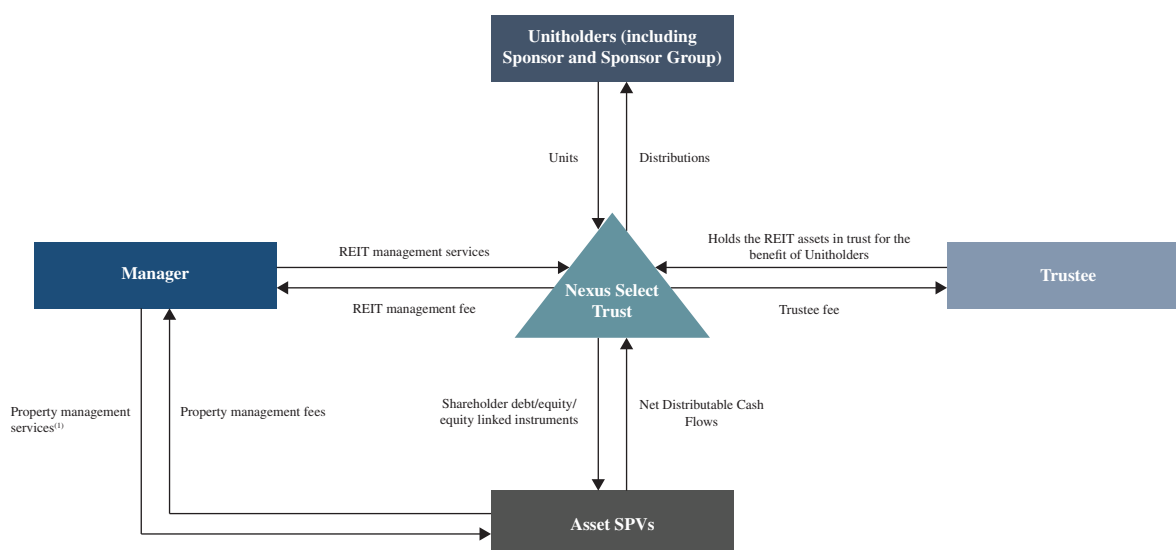 Unitholders (including
Sponsor and Sponsor Group)
Units
Distributions
REIT management services
Holds the REIT assets in trust for the
benefit of Unitholders
Manager
Nexus Select
Trust
Trustee
REIT management fee
Trustee fee
Property management
services(1)
Property management fees
Shareholder debt/equity/
equity linked instruments
Net Distributable Cash
Flows
Asset SPVs